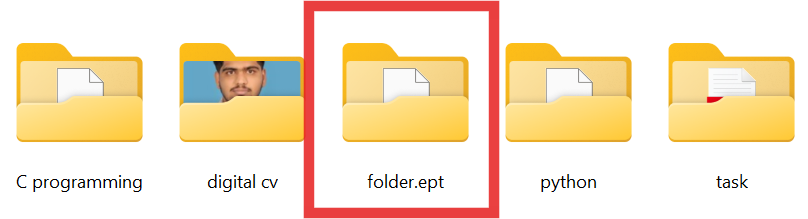 C programming
digital cv
folder.ept
python
task